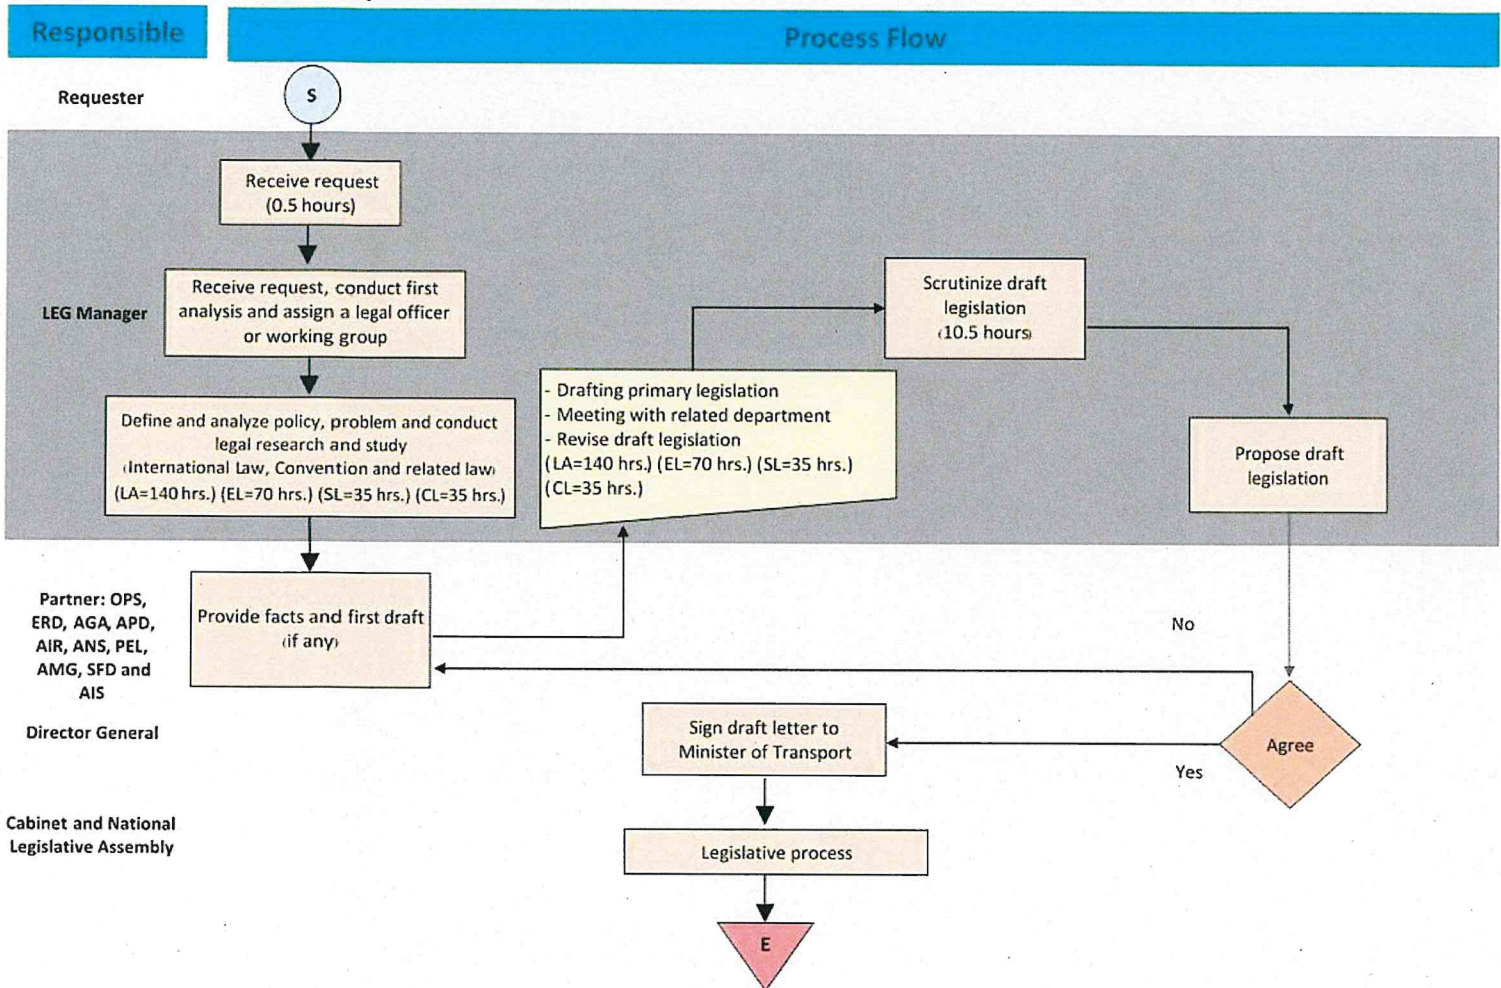 Responsible
Process Flow
Requester
S
Receive request
(0.5 hours)
LEG Manager
Receive request, conduct first
analysis and assign a legal officer
or working group
Define and analyze policy, problem and conduct
legal research and study
(International Law, Convention and related law)
(LA=140 hrs.) (EL=70 hrs.) (SL=35 hrs.) (CL=35 hrs.)
- Drafting primary legislation
- Meeting with related department
- Revise draft legislation
(LA=140 hrs.) (EL=70 hrs.) (SL=35 hrs.)
(CL=35 hrs.)
Scrutinize draft
legislation
(10.5 hours)
Propose draft
legislation
Partner: OPS,
ERD, AGA, APD,
AIR, ANS, PEL,
AMG, SFD and
AIS
Provide facts and first draft
(if any)
No
Director General
Sign draft letter to
Minister of Transport
Agree
Yes
Cabinet and National
Legislative Assembly
Legislative process
E